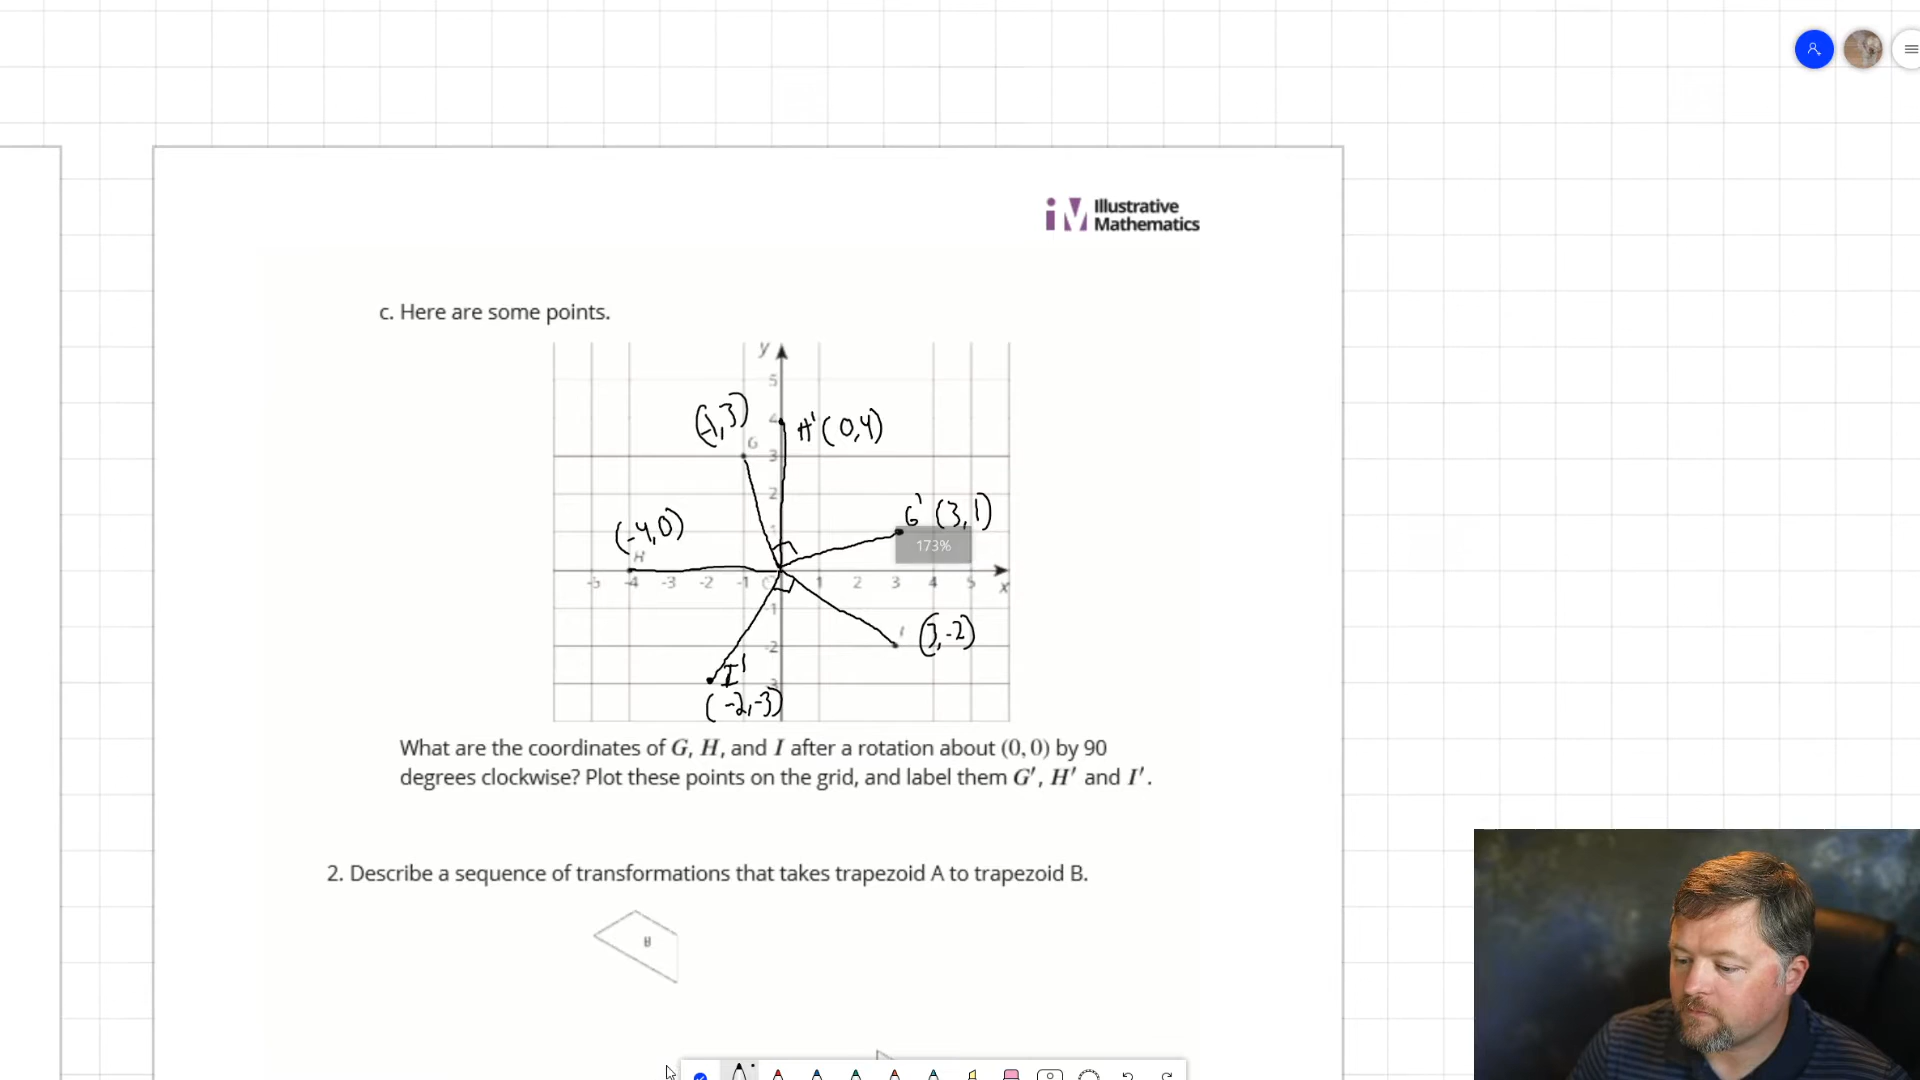 Illustrative
Mathematics
c. Here are some points.
y
5
(-1,3)
4
H' (0,4)
G
3
2
G' (3,1)
(-4,0)
1
173%
H
-5 -4 -3 -2 -1 O 1 2 3 4 5 x
-1
I (3,-2)
-2
I'
-3
(-2,-3)
What are the coordinates of G, H, and I after a rotation about (0, 0) by 90
degrees clockwise? Plot these points on the grid, and label them G′, H′ and I′.
2. Describe a sequence of transformations that takes trapezoid A to trapezoid B.
B